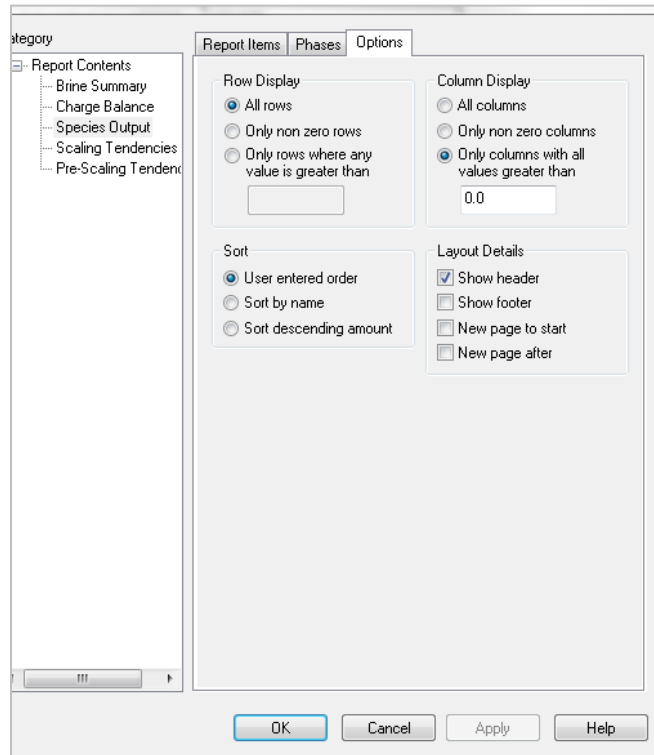 ategory
Report Contents
Brine Summary
Charge Balance
Species Output
Scaling Tendencies
Pre-Scaling Tendenc
Report Items
Phases
Options
Row Display
All rows
Only non zero rows
Only rows where any
value is greater than
Column Display
All columns
Only non zero columns
Only columns with all
values greater than
0.0
Sort
User entered order
Sort by name
Sort descending amount
Layout Details
Show header
Show footer
New page to start
New page after
OK
Cancel
Apply
Help